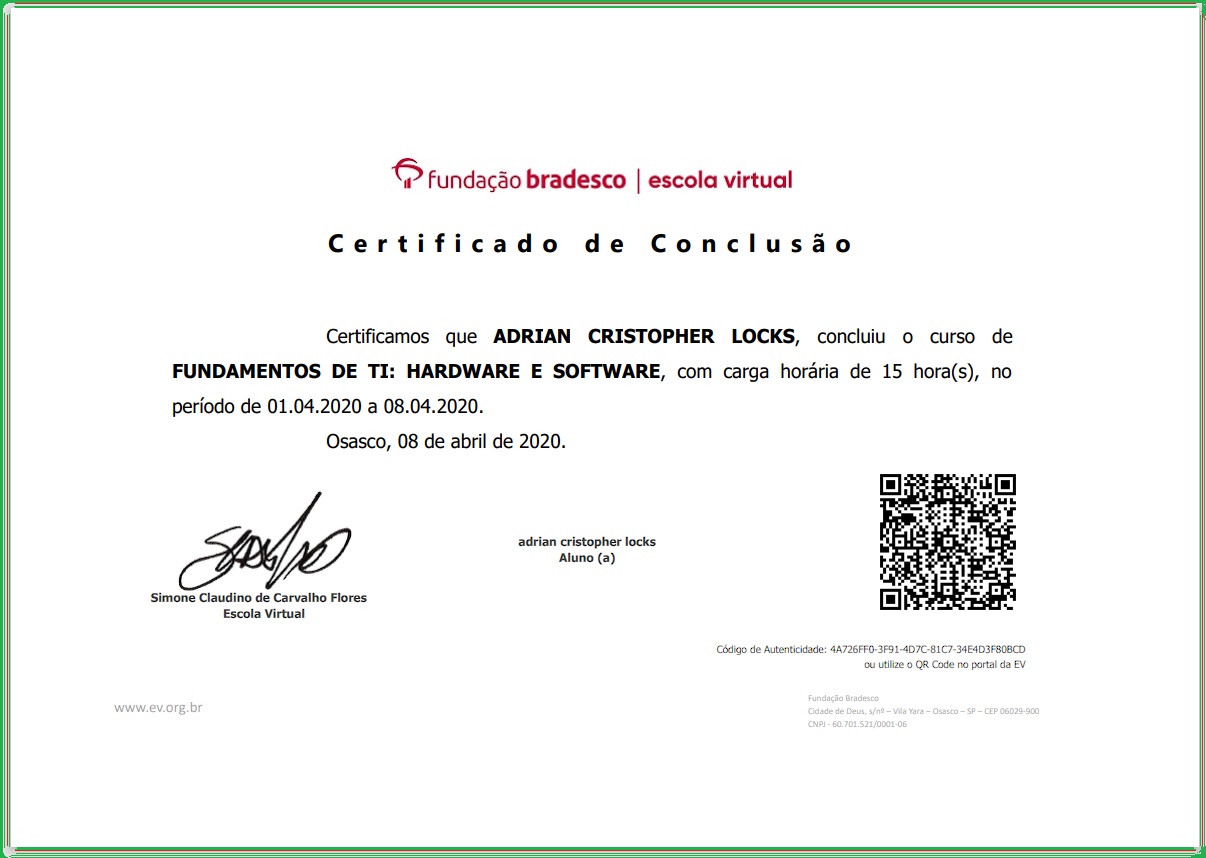 fundação bradesco | escola virtual
Certificado de Conclusão
Certificamos que ADRIAN CRISTOPHER LOCKS, concluiu o curso de
FUNDAMENTOS DE TI: HARDWARE E SOFTWARE, com carga horária de 15 hora(s), no
período de 01.04.2020 a 08.04.2020.
Osasco, 08 de abril de 2020.
adrian cristopher locks
Aluno (a)
Simone Claudino de Carvalho Flores
Escola Virtual
Código de Autenticidade: 4A726FF0-3F91-4D7C-81C7-34E4D3F80BCD
ou utilize o QR Code no portal da EV
www.ev.org.br
Fundação Bradesco
Cidade de Deus, s/nº – Vila Yara – Osasco – SP – CEP 06029-900
CNPJ - 60.701.521/0001-06